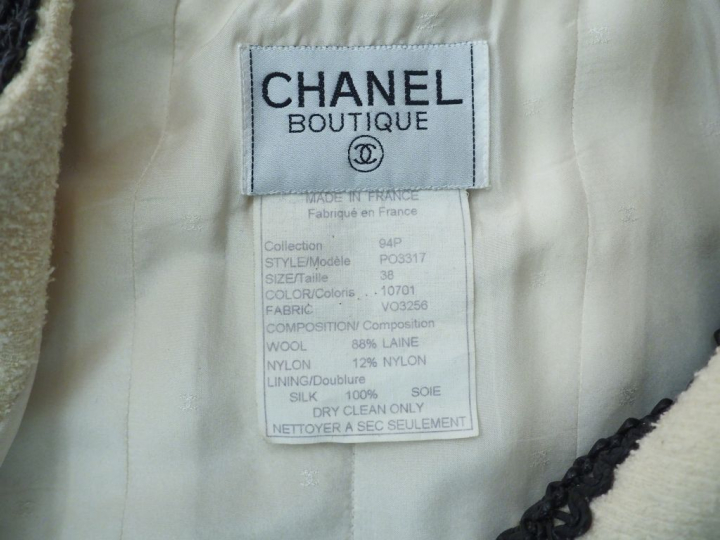 CHANEL
BOUTIQUE
MADE IN FRANCE
Fabriqué en France
Collection 94P
STYLE/Modèle PO3317
SIZE/Taille 38
COLOR/Coloris . . . 10701
FABRIC VO3256
COMPOSITION/ Composition
WOOL 88% LAINE
NYLON 12% NYLON
LINING/Doublure
SILK 100% SOIE
DRY CLEAN ONLY
NETTOYER A SEC SEULEMENT